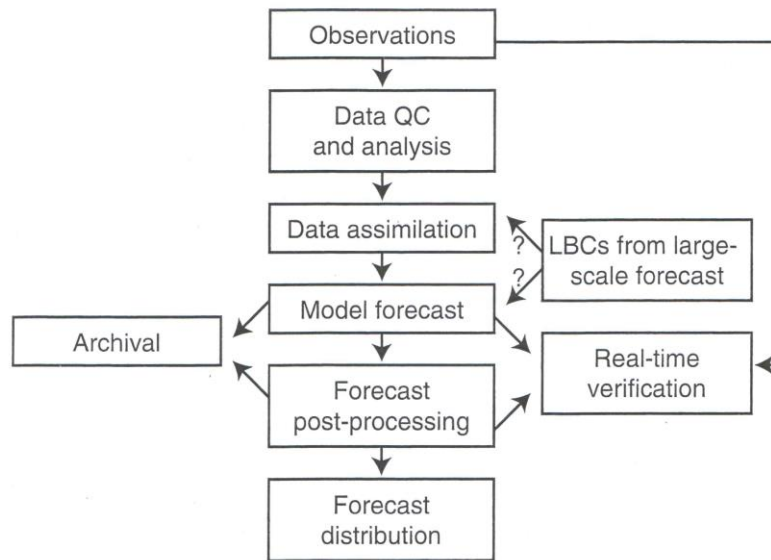 Observations
Data QC
and analysis
Data assimilation
?
LBCs from large-
scale forecast
?
Model forecast
Archival
Real-time
verification
Forecast
post-processing
Forecast
distribution